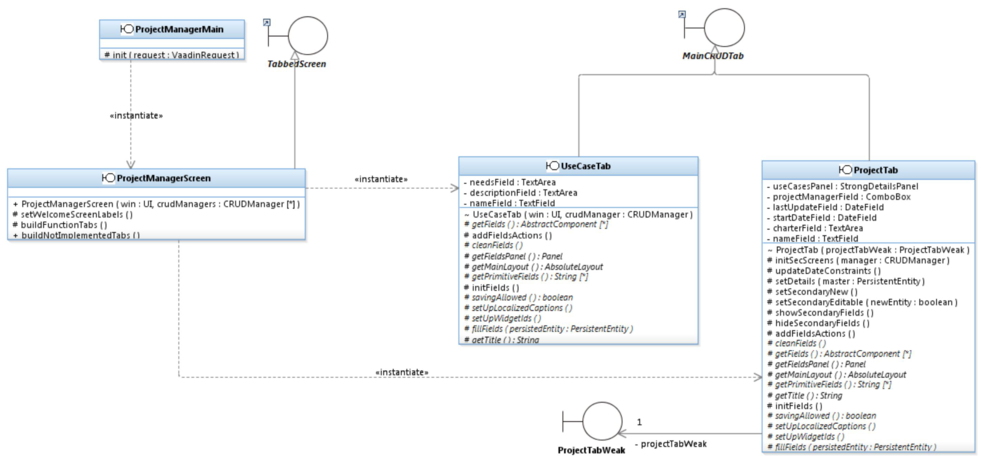 ProjectManagerMain
# init ( request : VaadinRequest )
TabbedScreen
MainCRUDTab
«instantiate»
ProjectManagerScreen
+ ProjectManagerScreen ( win : UI, crudManagers : CRUDManager [*] )
# setWelcomeScreenLabels ( )
# buildFunctionTabs ( )
+ buildNotImplementedTabs ( )
«instantiate»
UseCaseTab
- needsField : TextArea
- descriptionField : TextArea
- nameField : TextField
~ UseCaseTab ( win : UI, crudManager : CRUDManager )
# getFields ( ) : AbstractComponent [*]
# addFieldsActions ( )
# cleanFields ( )
# getFieldsPanel ( ) : Panel
# getMainLayout ( ) : AbsoluteLayout
# getPrimitiveFields ( ) : String [*]
# initFields ( )
# savingAllowed ( ) : boolean
# setUpLocalizedCaptions ( )
# setUpWidgetIds ( )
# fillFields ( persistedEntity : PersistentEntity )
# getTitle ( ) : String
ProjectTab
- useCasesPanel : StrongDetailsPanel
- projectManagerField : ComboBox
- lastUpdateField : DateField
- startDateField : DateField
- charterField : TextArea
- nameField : TextField
~ ProjectTab ( projectTabWeak : ProjectTabWeak )
# initSecScreens ( manager : CRUDManager )
# updateDateConstraints ( )
# setDetails ( master : PersistentEntity )
# setSecondaryNew ( )
# setSecondaryEditable ( newEntity : boolean )
# showSecondaryFields ( )
# hideSecondaryFields ( )
# addFieldsActions ( )
# cleanFields ( )
# getFields ( ) : AbstractComponent [*]
# getFieldsPanel ( ) : Panel
# getMainLayout ( ) : AbsoluteLayout
# getPrimitiveFields ( ) : String [*]
# getTitle ( ) : String
# initFields ( )
# savingAllowed ( ) : boolean
# setUpLocalizedCaptions ( )
# setUpWidgetIds ( )
# fillFields ( persistedEntity : PersistentEntity )
«instantiate»
1
- projectTabWeak
ProjectTabWeak